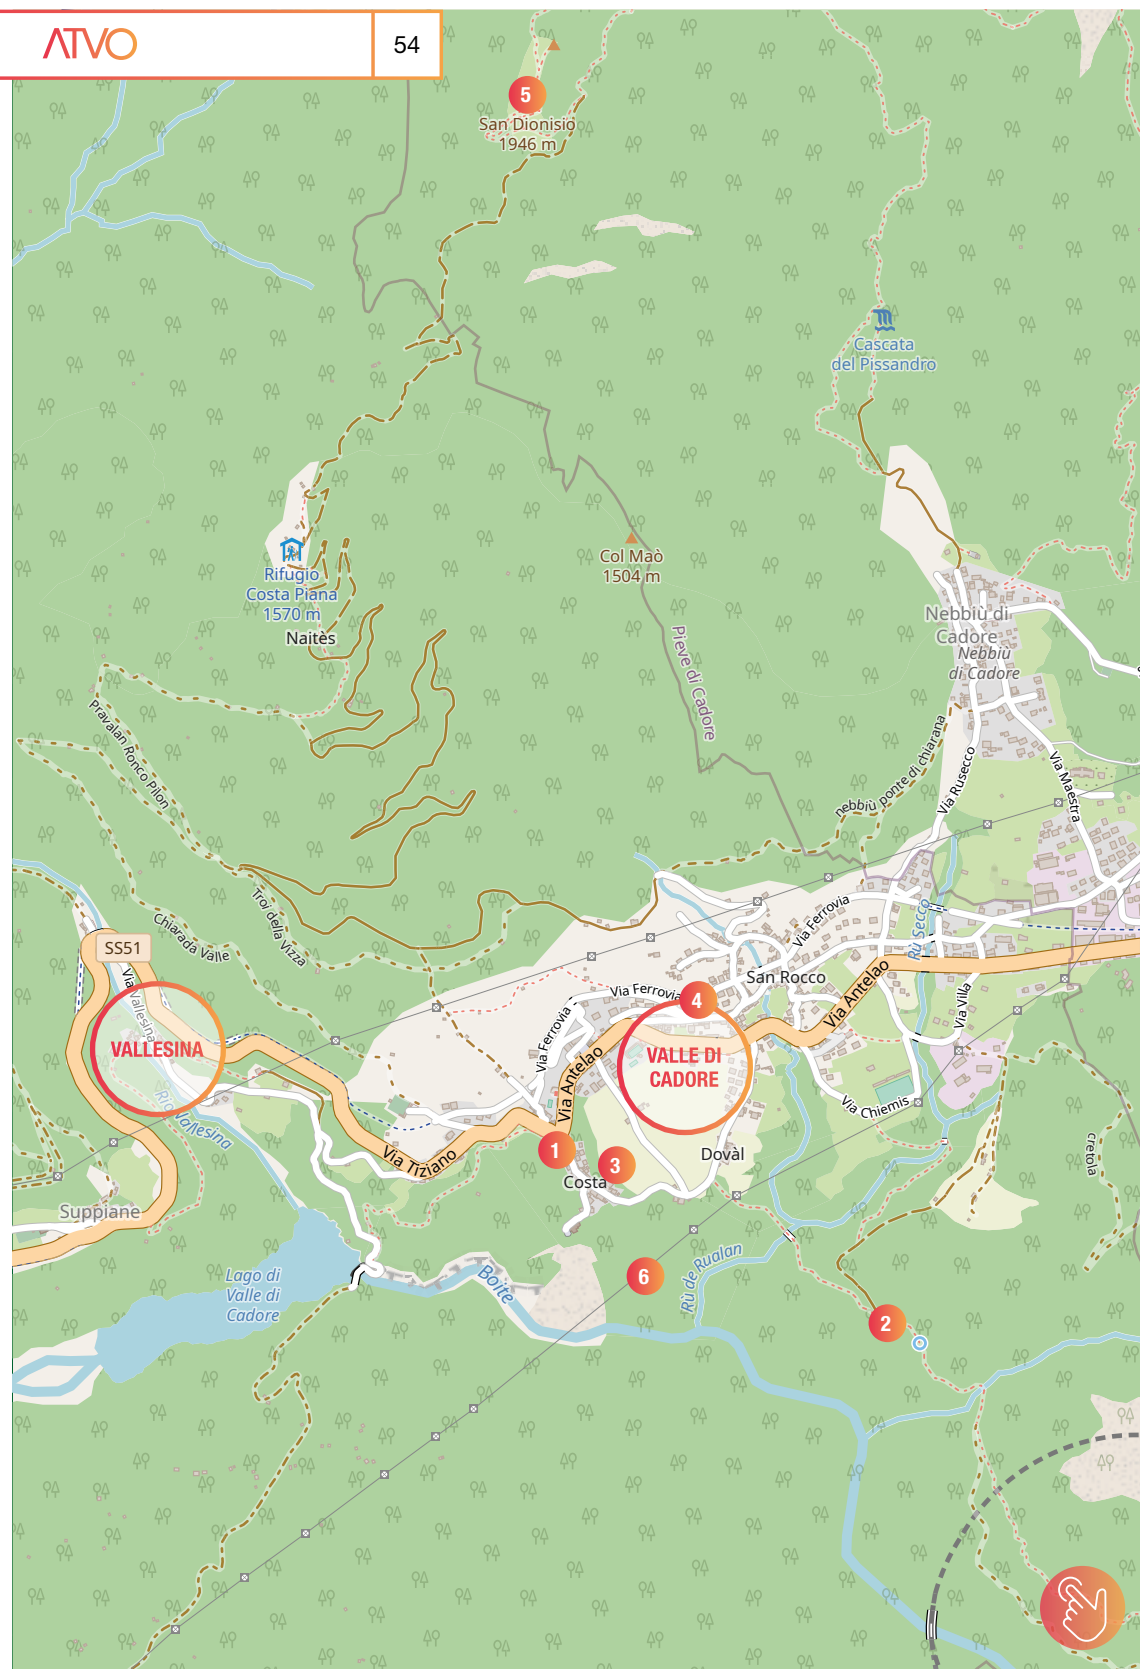 ATVO
54
5
San Dionisio
1946 m
Cascata
del Pissandro
Col Maò
1504 m
Rifugio
Costa Piana
1570 m
Naitès
Nebbiù di
Cadore
Nebbiù
di Cadore
Pieve di Cadore
Pravalan Ronco Pilon
nebbiù ponte di chiarana
Via Rusecco
Via Maestra
Troi della Vizza
Chiarada Valle
SS51
Via Vallesina
VALLESINA
Rio Vallesina
Via Ferrovia
Rù Secco
San Rocco
Via Ferrovia
4
Via Antelao
Via Villa
Via Ferrovia
Via Antelao
VALLE DI
CADORE
Via Chiemis
Via Tiziano
1
3
Costa
Dovàl
cretola
Suppiane
Lago di
Valle di
Cadore
Boite
6
Rù de Rualan
2